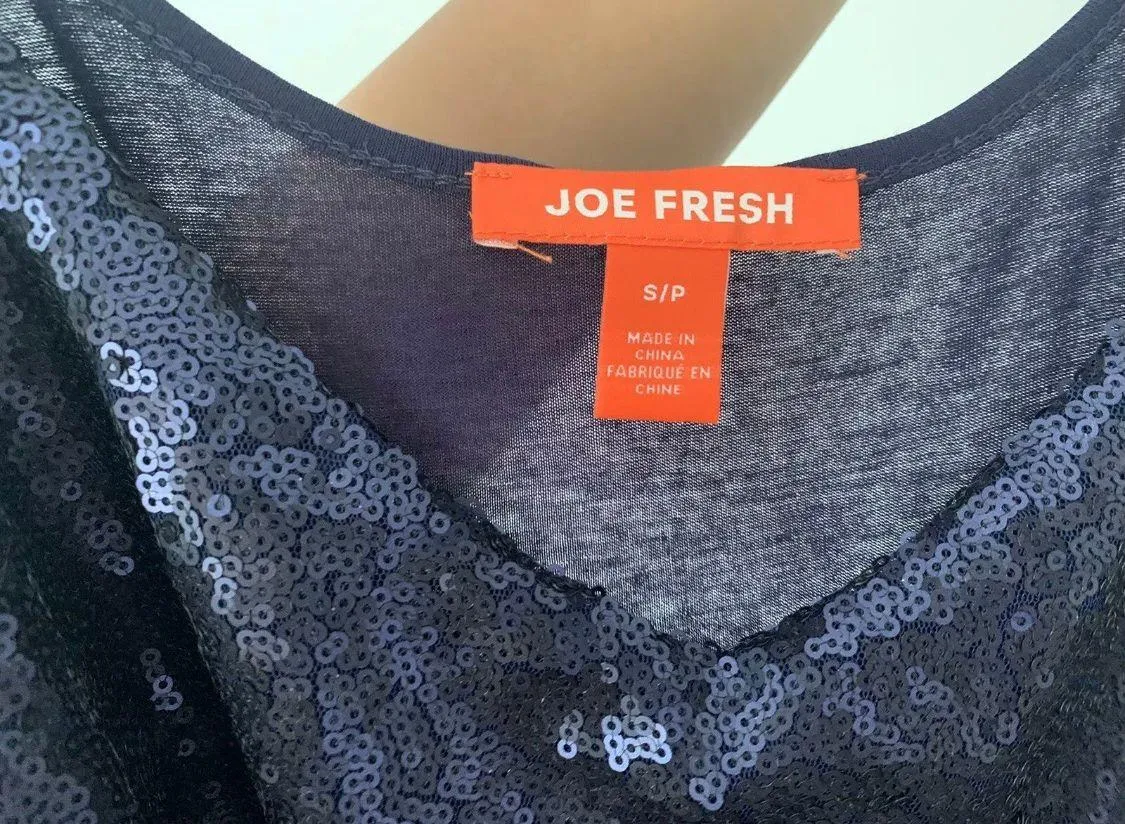 JOE FRESH
S/P
MADE IN
CHINA
FABRIQUÉ EN
CHINE